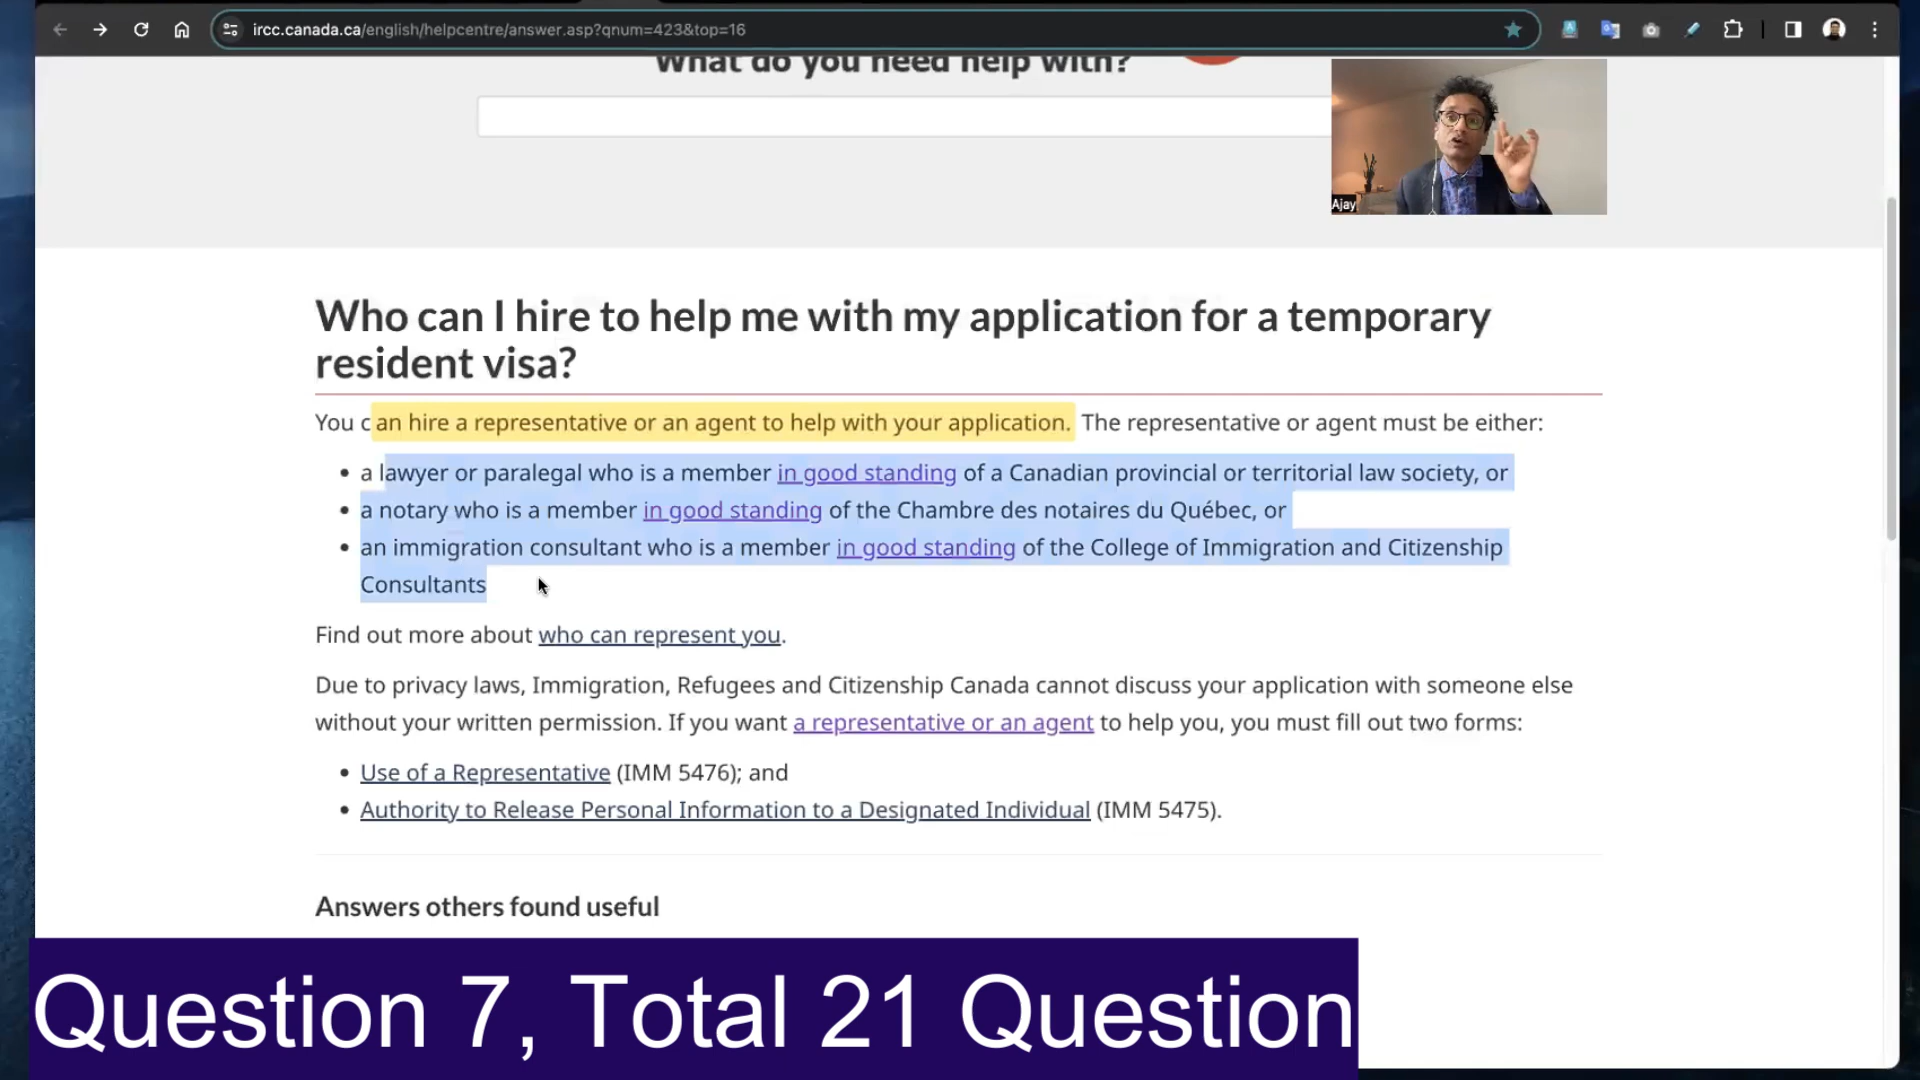 ircc.canada.ca/english/helpcentre/answer.asp?qnum=423&top=16
What do you need help with?
Ajay
Who can I hire to help me with my application for a temporary
resident visa?
You can hire a representative or an agent to help with your application. The representative or agent must be either:
• a lawyer or paralegal who is a member in good standing of a Canadian provincial or territorial law society, or
• a notary who is a member in good standing of the Chambre des notaires du Québec, or
• an immigration consultant who is a member in good standing of the College of Immigration and Citizenship
Consultants
Find out more about who can represent you.
Due to privacy laws, Immigration, Refugees and Citizenship Canada cannot discuss your application with someone else
without your written permission. If you want a representative or an agent to help you, you must fill out two forms:
• Use of a Representative (IMM 5476); and
• Authority to Release Personal Information to a Designated Individual (IMM 5475).
Answers others found useful
Question 7, Total 21 Question